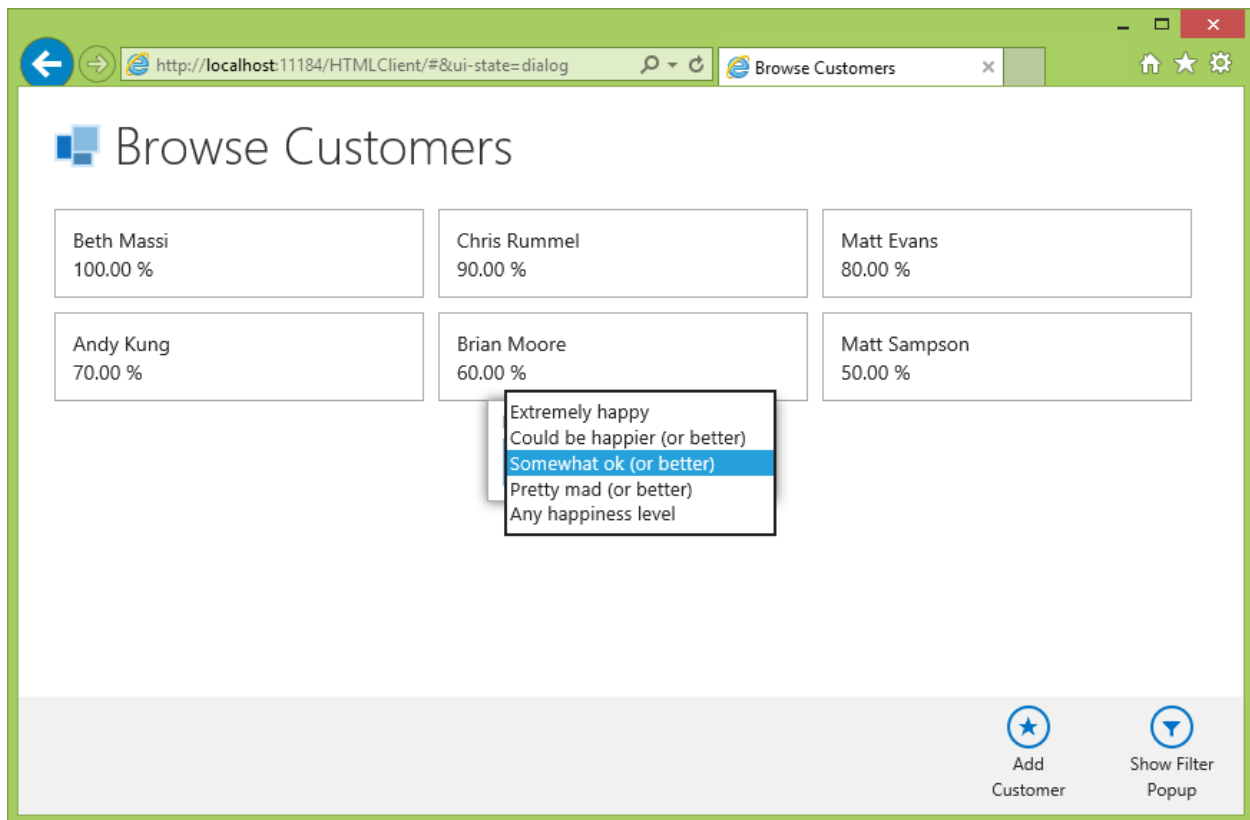 http://localhost:11184/HTMLClient/#&ui-state=dialog
Browse Customers
Browse Customers
Beth Massi
100.00 %
Chris Rummel
90.00 %
Matt Evans
80.00 %
Andy Kung
70.00 %
Brian Moore
60.00 %
Matt Sampson
50.00 %
Extremely happy
Could be happier (or better)
Somewhat ok (or better)
Pretty mad (or better)
Any happiness level
Add
Customer
Show Filter
Popup